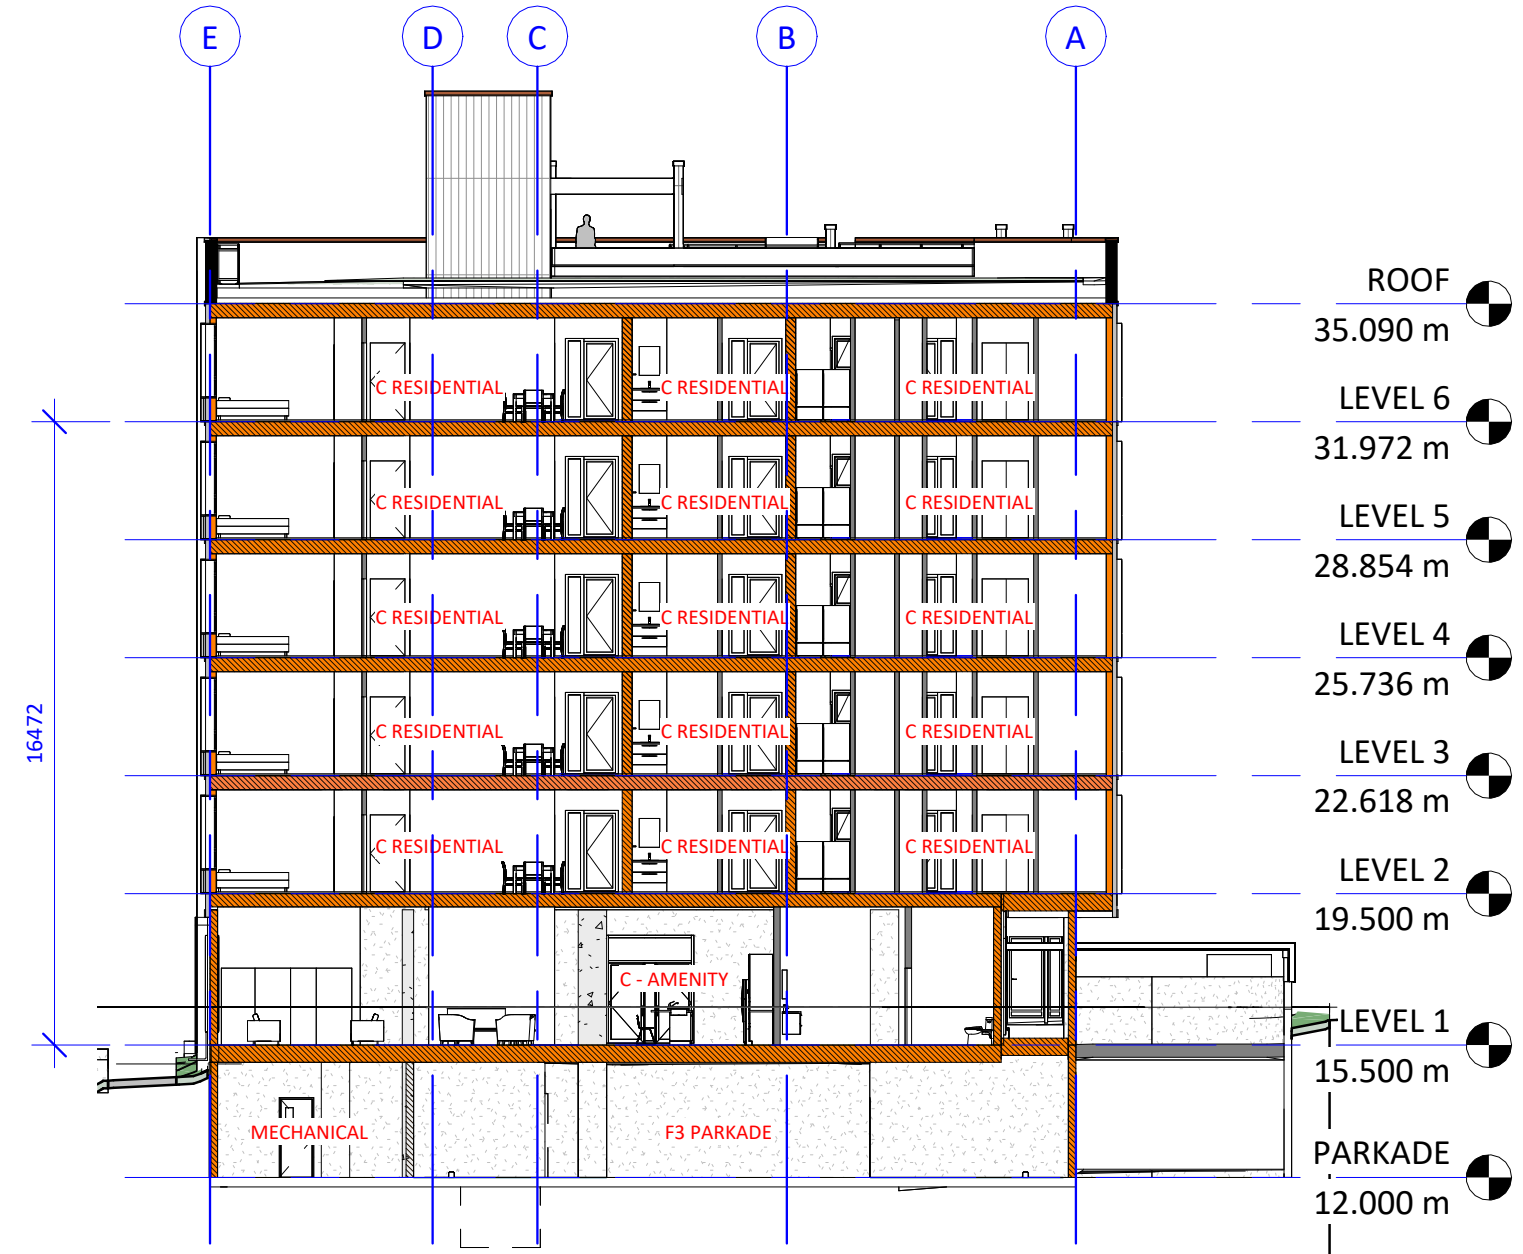 E D C B A
ROOF
35.090 m
C RESIDENTIAL C RESIDENTIAL C RESIDENTIAL
LEVEL 6
31.972 m
C RESIDENTIAL C RESIDENTIAL C RESIDENTIAL
LEVEL 5
28.854 m
C RESIDENTIAL C RESIDENTIAL C RESIDENTIAL
LEVEL 4
25.736 m
16472
C RESIDENTIAL C RESIDENTIAL C RESIDENTIAL
LEVEL 3
22.618 m
C RESIDENTIAL C RESIDENTIAL C RESIDENTIAL
LEVEL 2
19.500 m
C - AMENITY
LEVEL 1
15.500 m
MECHANICAL F3 PARKADE
PARKADE
12.000 m